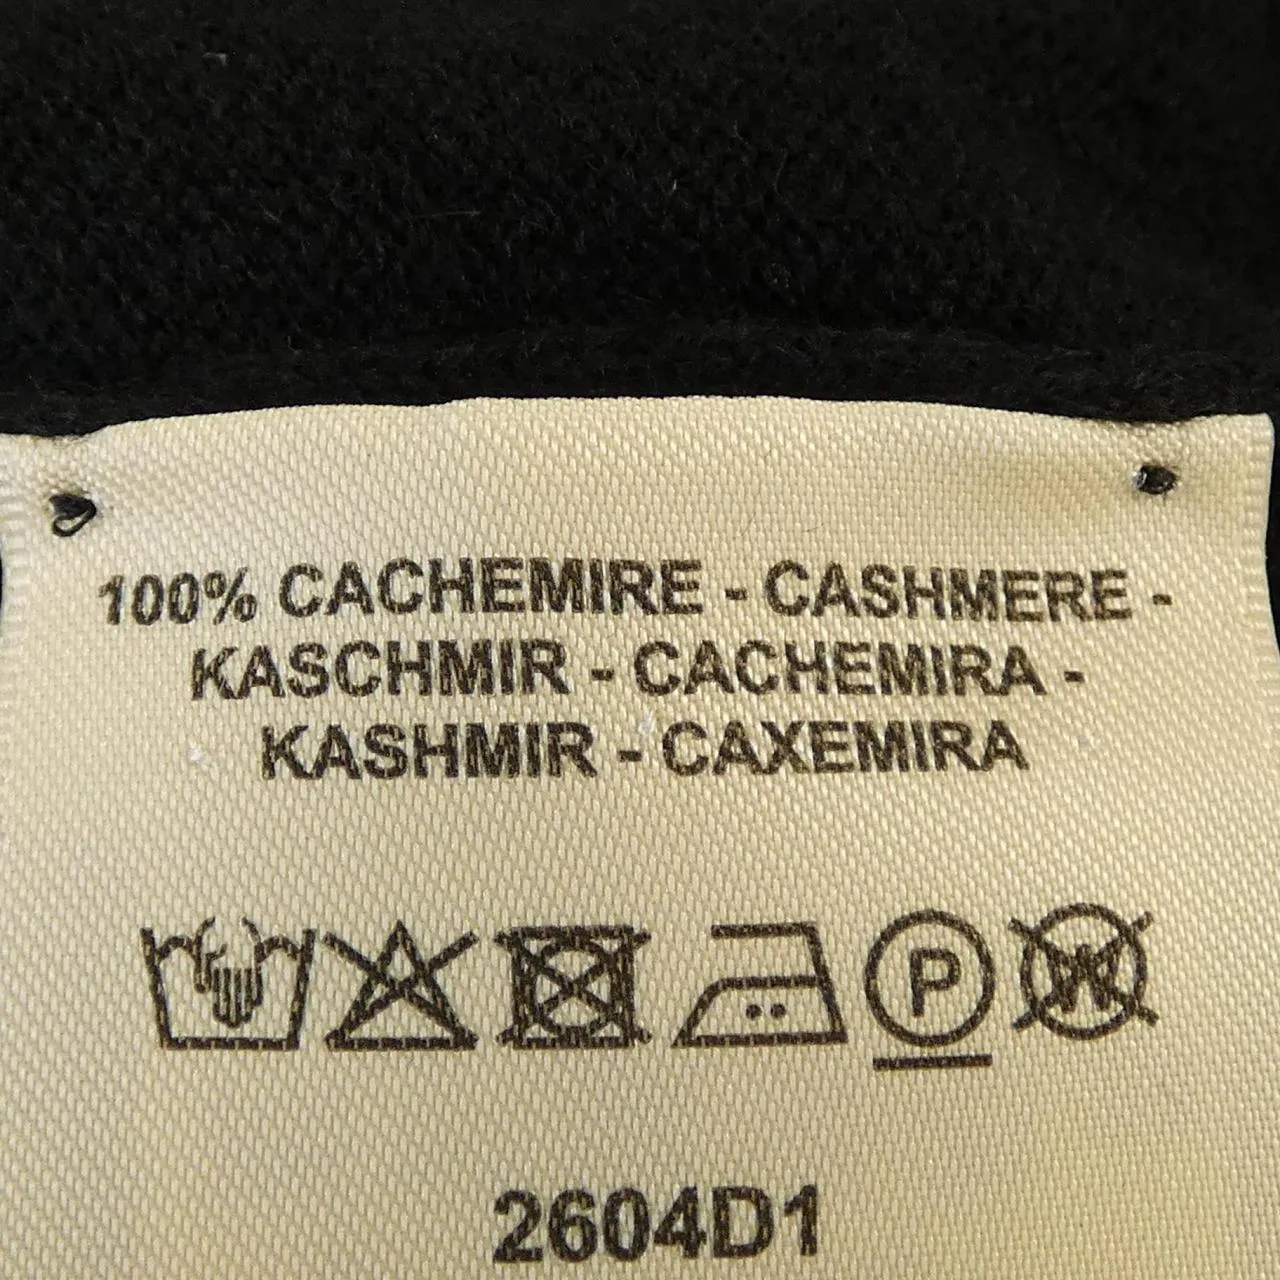 100% CACHEMIRE - CASHMERE -
KASCHMIR - CACHEMIRA -
KASHMIR - CAXEMIRA
P W
2604D1